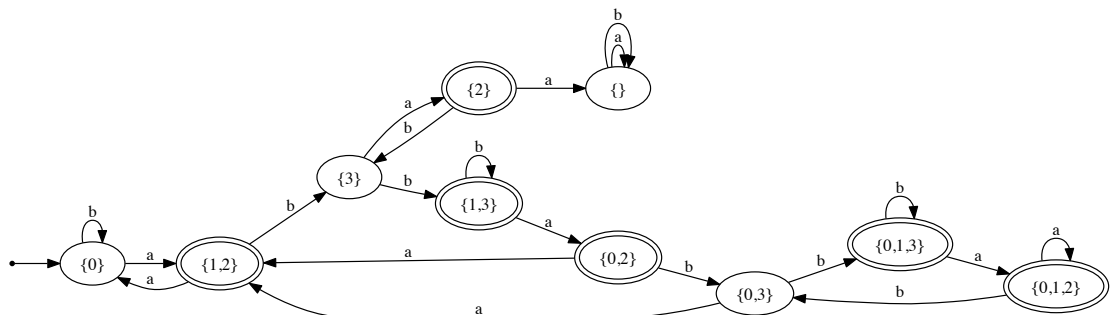 b
b
a
{2}
a
{}
a
b
b
{3}
b
{1,3}
b
b
b
a
{0,1,3}
a
{0}
a
{1,2}
a
a
{0,2}
b
b
a
{0,1,2}
{0,3}
b
a